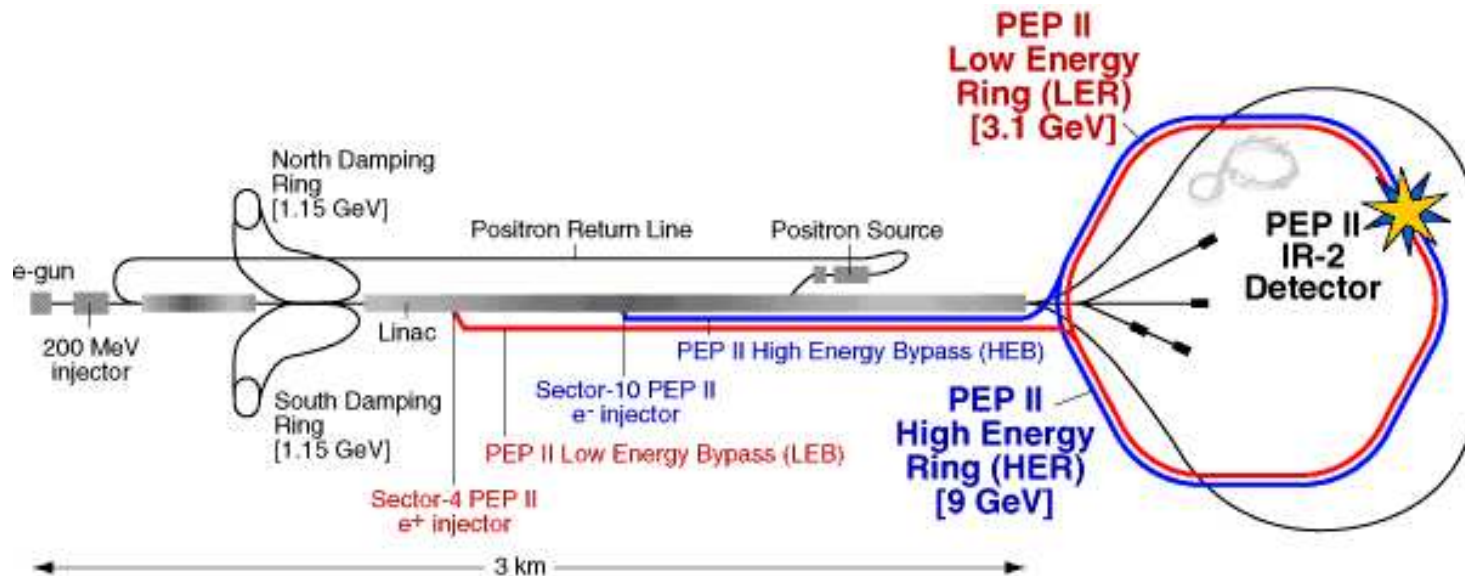 PEP II
Low Energy
Ring (LER)
[3.1 GeV]
North Damping
Ring
[1.15 GeV]
Positron Return Line
Positron Source
e-gun
200 MeV
injector
Linac
PEP II
IR-2
Detector
PEP II High Energy Bypass (HEB)
Sector-10 PEP II
e- injector
South Damping
Ring
[1.15 GeV]
PEP II Low Energy Bypass (LEB)
PEP II
High Energy
Ring (HER)
[9 GeV]
Sector-4 PEP II
e+ injector
3 km